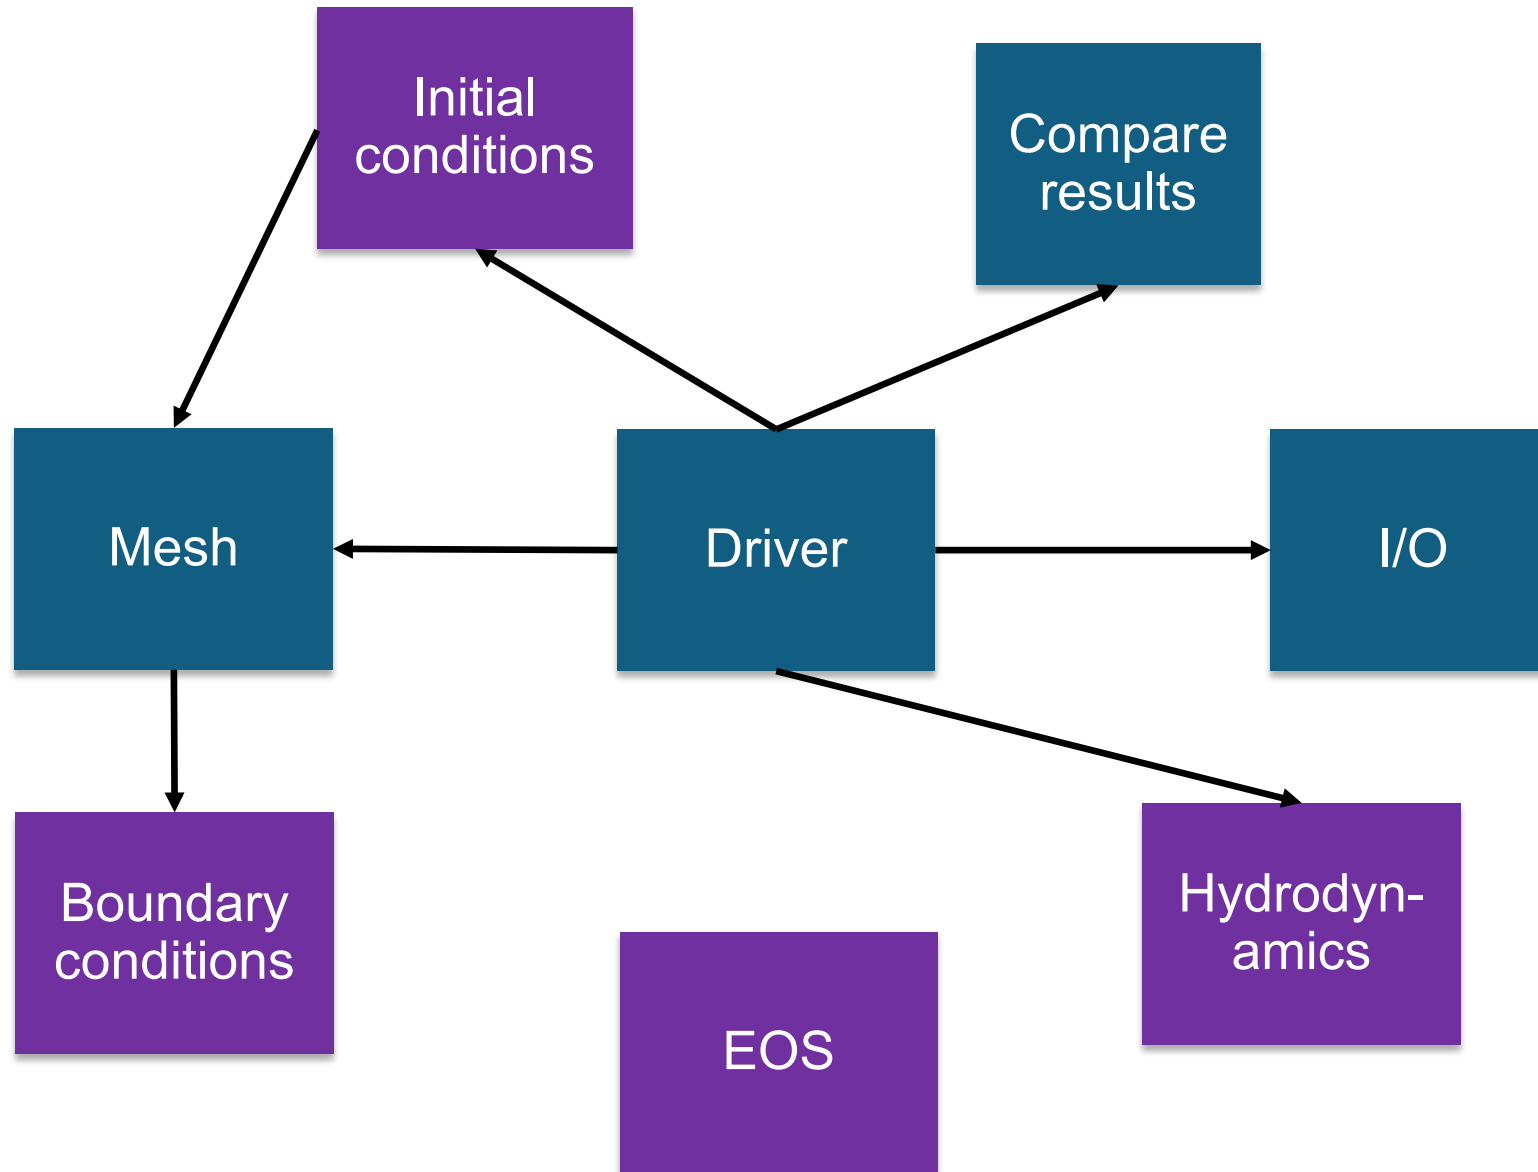 Initial
conditions
Compare
results
Mesh
Driver
I/O
Boundary
conditions
Hydrodyn-
amics
EOS